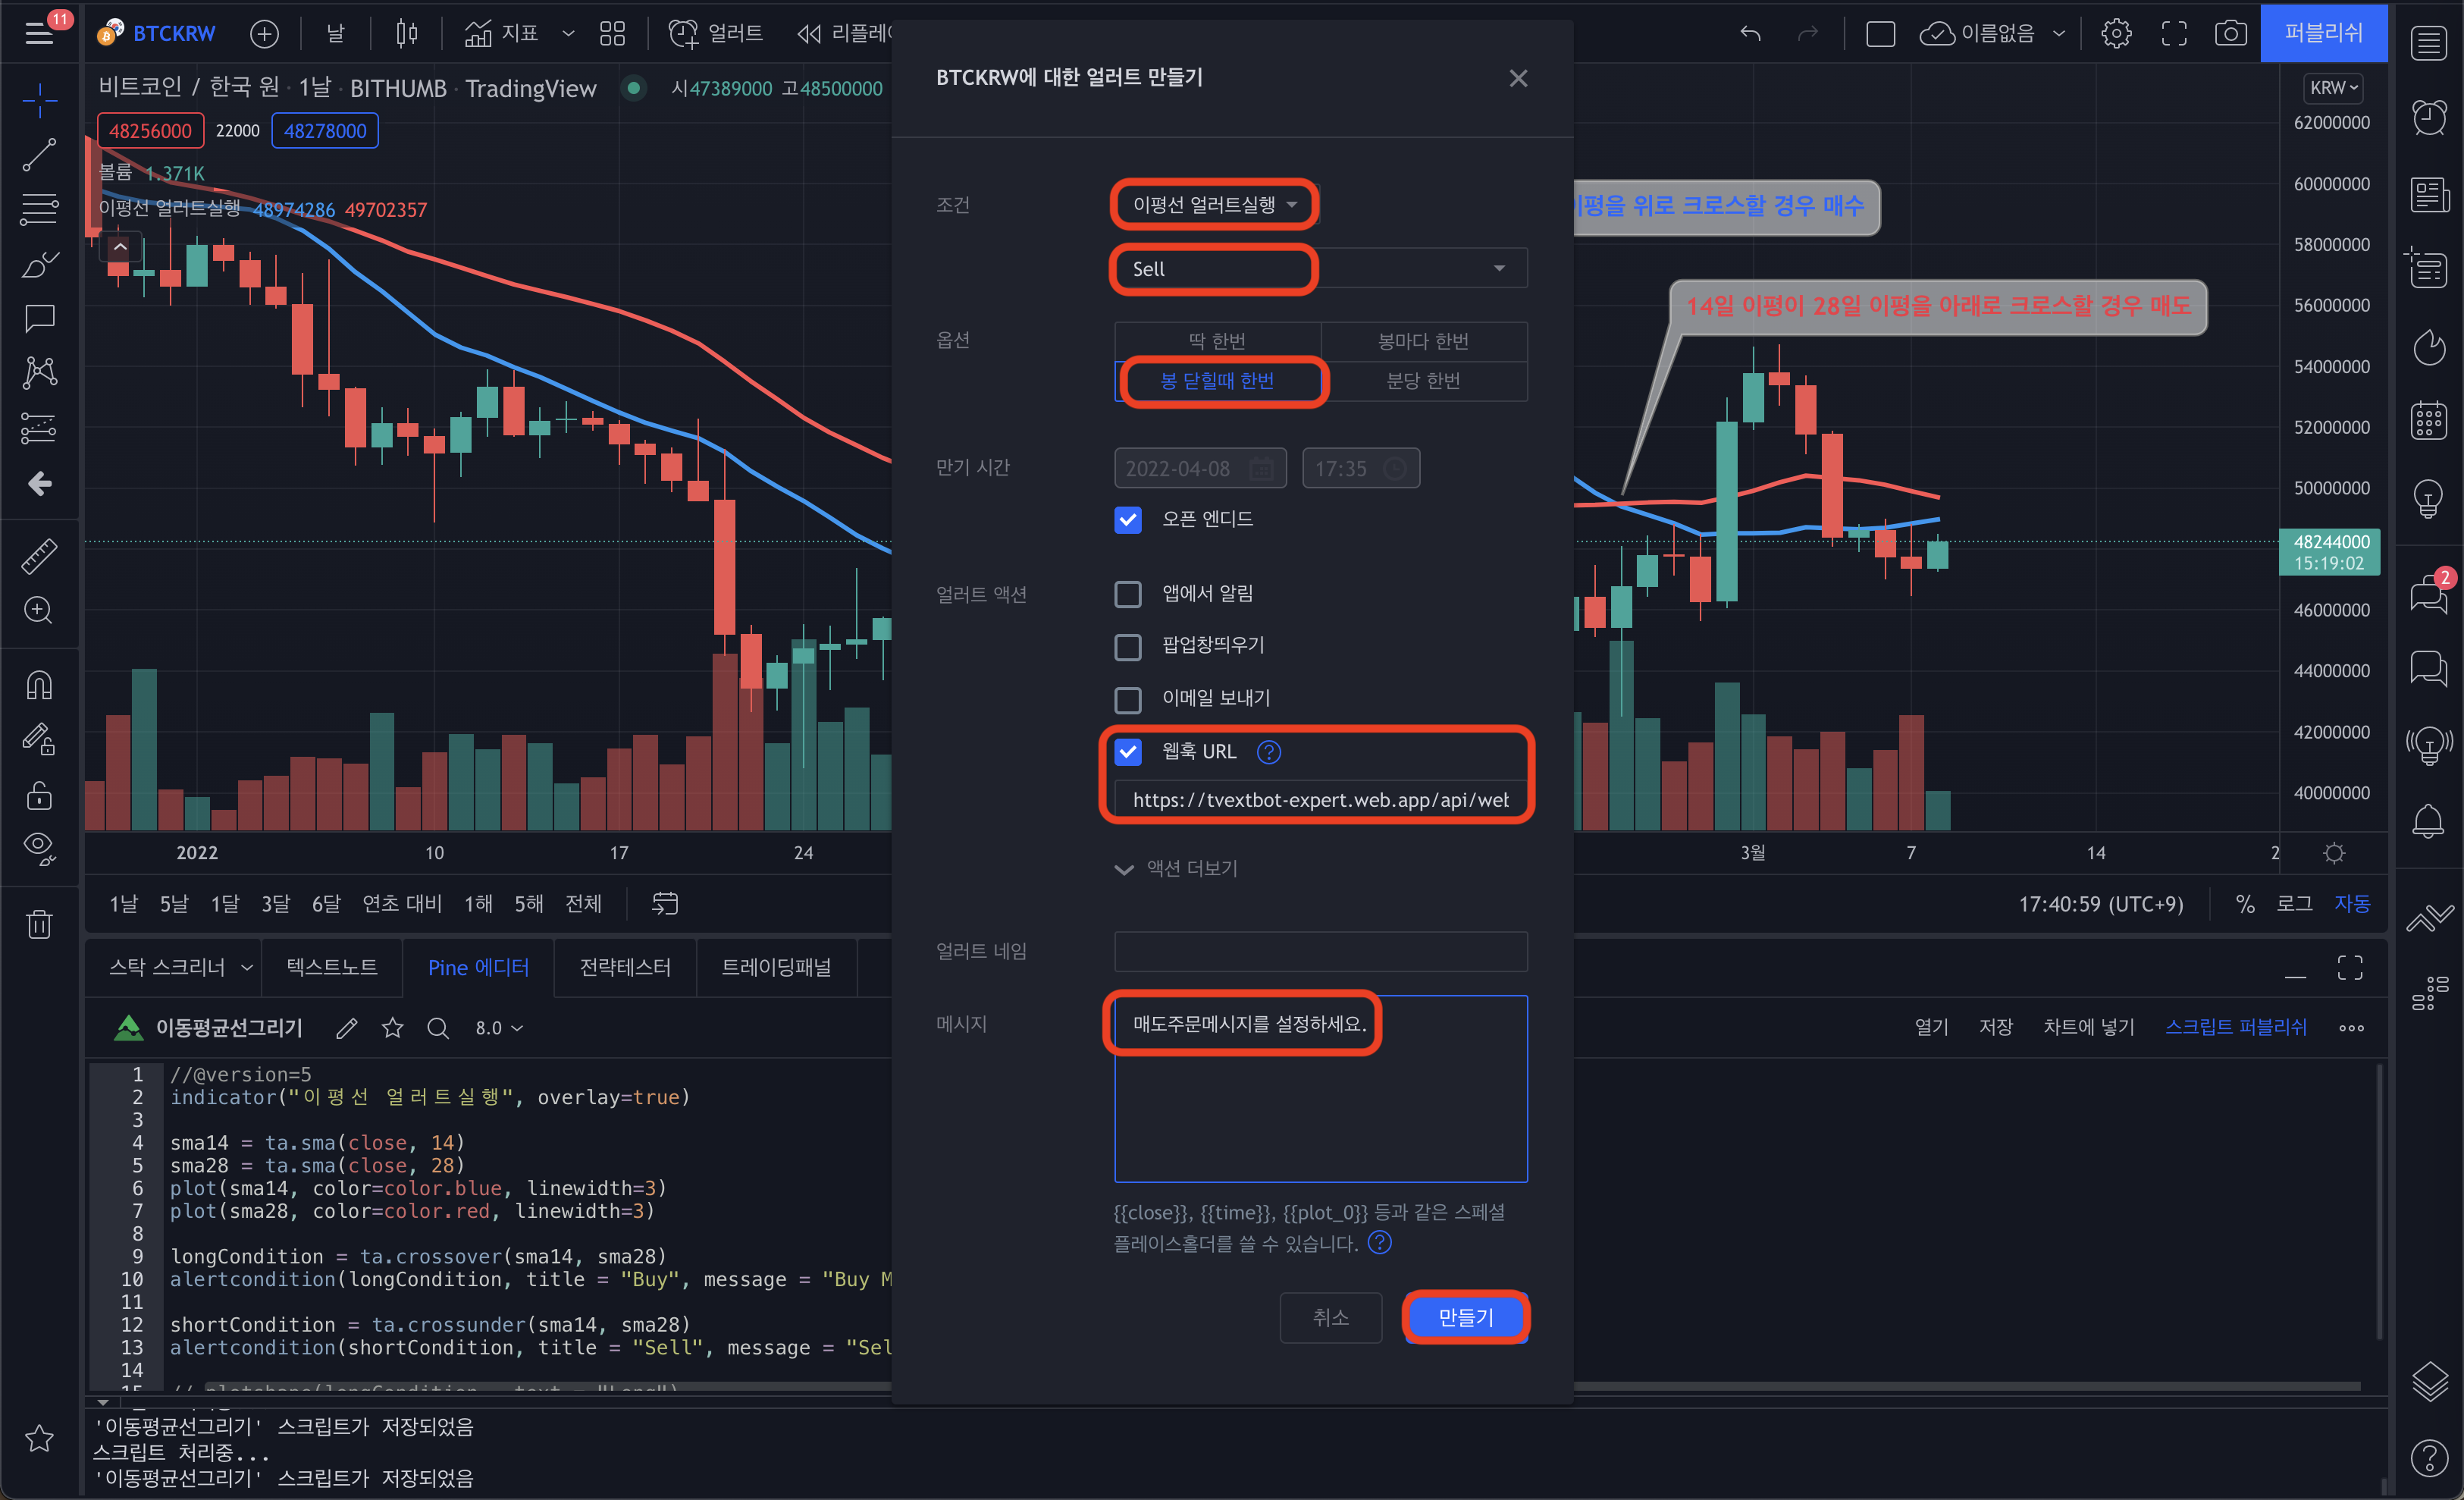 11
BTCKRW
날
지표
얼러트
리플레이
이름없음
퍼블리쉬
비트코인 / 한국 원 · 1날 · BITHUMB · TradingView
시47389000 고48500000
48256000 22000 48278000
볼륨 1.371K
이평선 얼러트실행 48974286 49702357
이평을 위로 크로스할 경우 매수
14일 이평이 28일 이평을 아래로 크로스할 경우 매도
KRW
62000000
60000000
58000000
56000000
54000000
52000000
50000000
48244000
15:19:02
46000000
44000000
42000000
40000000
2
2022
10
17
24
3월
7
14
2
1날 5날 1달 3달 6달 연초 대비 1해 5해 전체
17:40:59 (UTC+9)
%
로그
자동
BTCKRW에 대한 얼러트 만들기
조건
이평선 얼러트실행
Sell
옵션
딱 한번
봉마다 한번
봉 닫힐때 한번
분당 한번
만기 시간
2022-04-08
17:35
오픈 엔디드
얼러트 액션
앱에서 알림
팝업창띄우기
이메일 보내기
웹훅 URL
https://tvextbot-expert.web.app/api/web
액션 더보기
얼러트 네임
메시지
매도주문메시지를 설정하세요.
{{close}}, {{time}}, {{plot_0}} 등과 같은 스페셜
플레이스홀더를 쓸 수 있습니다.
취소
만들기
스탁 스크리너
텍스트노트
Pine 에디터
전략테스터
트레이딩패널
이동평균선그리기
8.0
열기
저장
차트에 넣기
스크립트 퍼블리쉬
1 //@version=5
2 indicator("이평선 얼러트실행", overlay=true)
3
4 sma14 = ta.sma(close, 14)
5 sma28 = ta.sma(close, 28)
6 plot(sma14, color=color.blue, linewidth=3)
7 plot(sma28, color=color.red, linewidth=3)
8
9 longCondition = ta.crossover(sma14, sma28)
10 alertcondition(longCondition, title = "Buy", message = "Buy M
11
12 shortCondition = ta.crossunder(sma14, sma28)
13 alertcondition(shortCondition, title = "Sell", message = "Sel
14
15 // plotshape(longCondition, text = "Long")
'이동평균선그리기' 스크립트가 저장되었음
스크립트 처리중...
'이동평균선그리기' 스크립트가 저장되었음